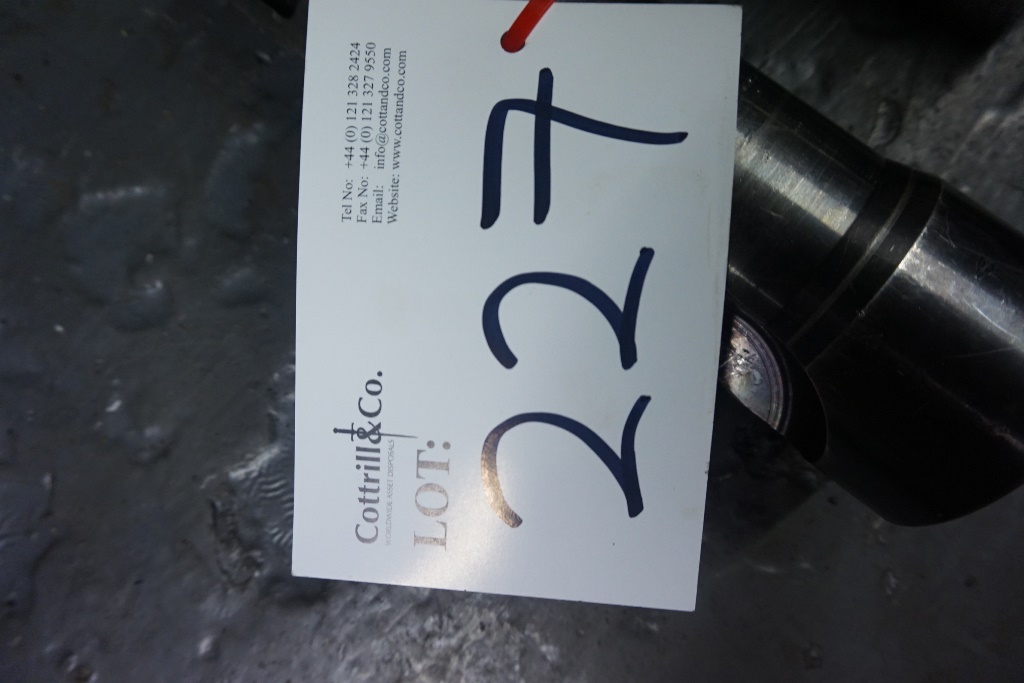 Cottrill&Co.
WORLDWIDE ASSET DISPOSALS
Tel No: +44 (0) 121 328 2424
Fax No: +44 (0) 121 327 9550
Email: info@cottandco.com
Website: www.cottandco.com
LOT:
227